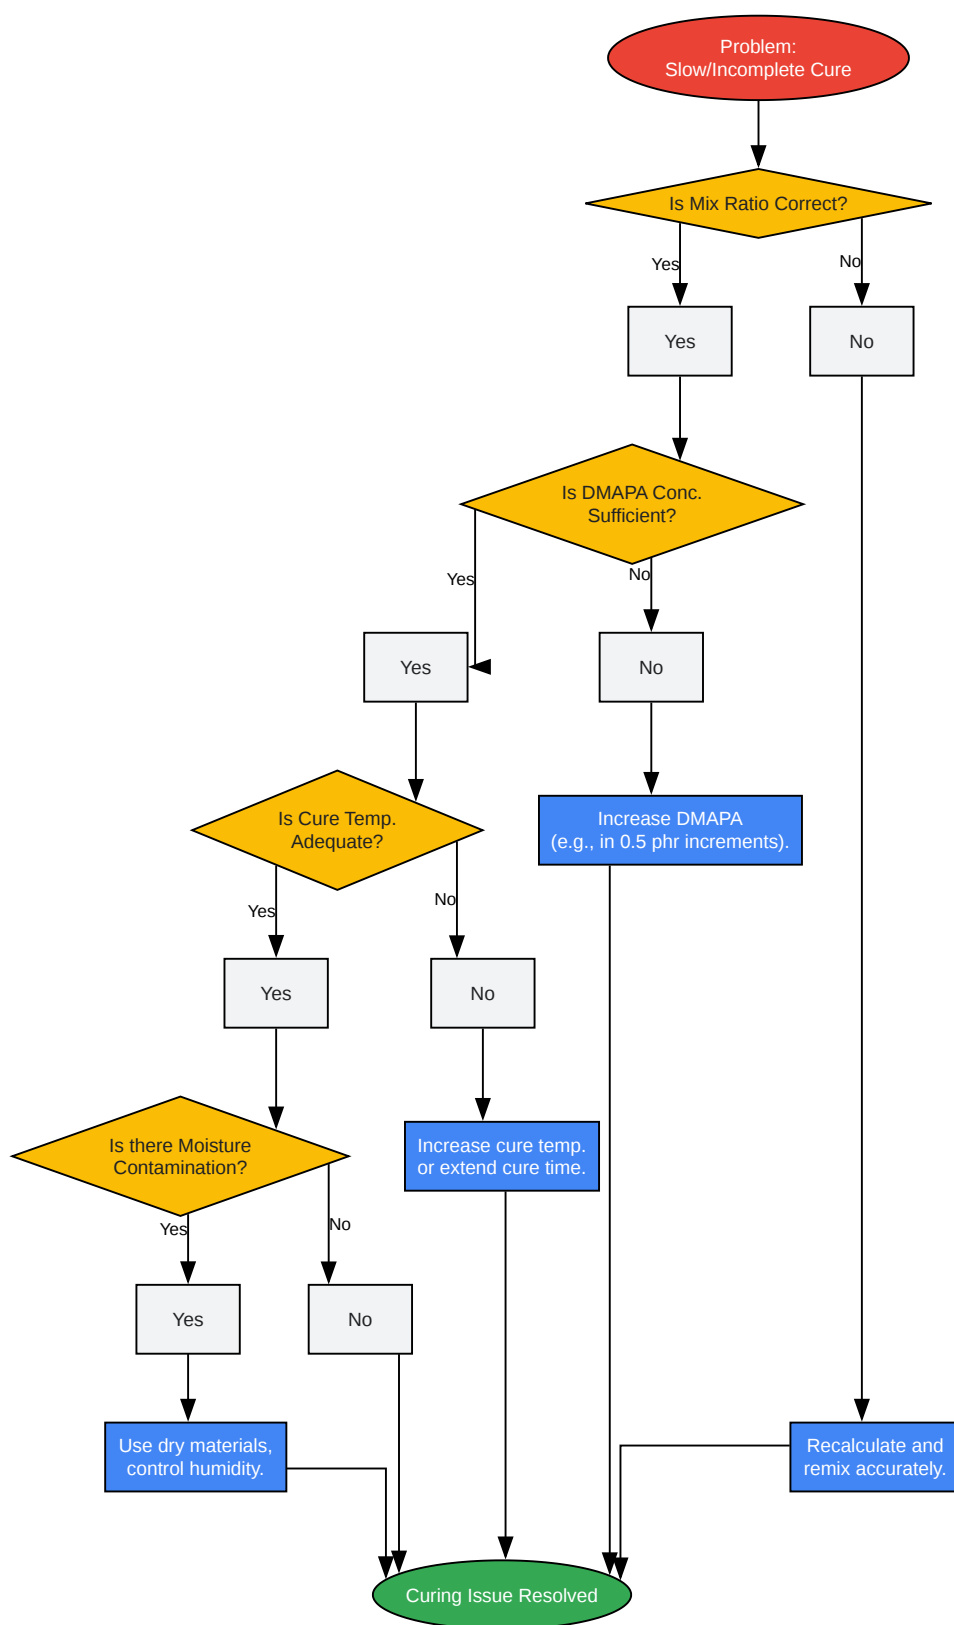 Problem:
Slow/Incomplete Cure
Is Mix Ratio Correct?
Yes
No
Yes
No
Is DMAPA Conc.
Sufficient?
Yes
No
Yes
No
Is Cure Temp.
Adequate?
Increase DMAPA
(e.g., in 0.5 phr increments).
Yes
No
Yes
No
Is there Moisture
Contamination?
Increase cure temp.
or extend cure time.
Yes
No
Yes
No
Use dry materials,
control humidity.
Recalculate and
remix accurately.
Curing Issue Resolved